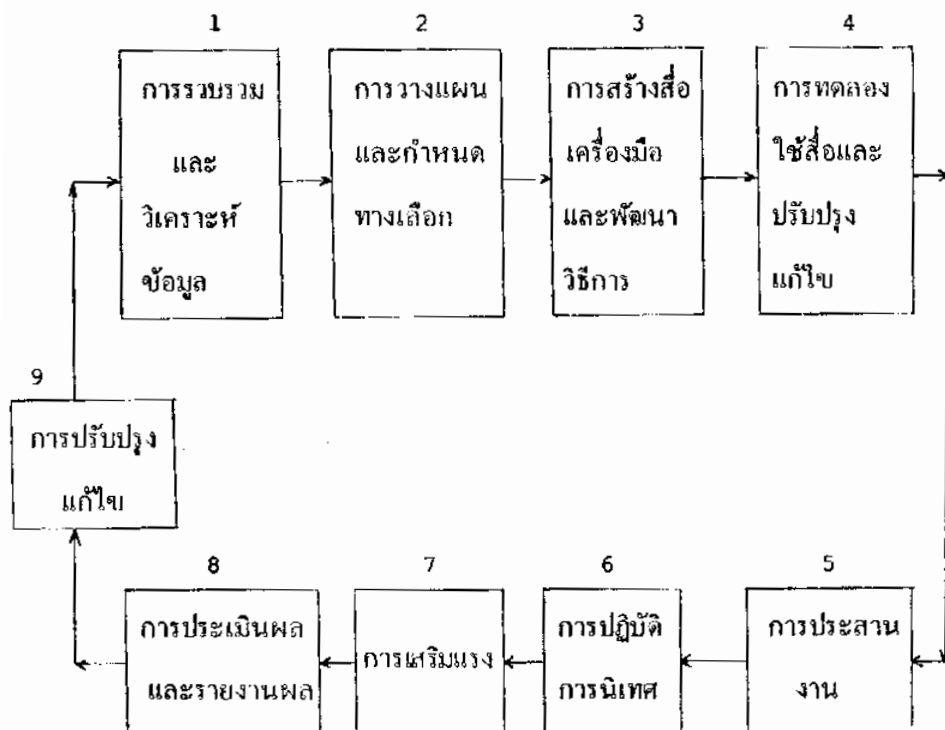 1
การรวบรวม
และ
วิเคราะห์
ข้อมูล
2
การวางแผน
และกำหนด
ทางเลือก
3
การสร้างสื่อ
เครื่องมือ
และพัฒนา
วิธีการ
4
การทดลอง
ใช้สื่อและ
ปรับปรุง
แก้ไข
5
การประสาน
งาน
6
การปฏิบัติ
การนิเทศ
7
การเสริมแรง
8
การประเมินผล
และรายงานผล
9
การปรับปรุง
แก้ไข